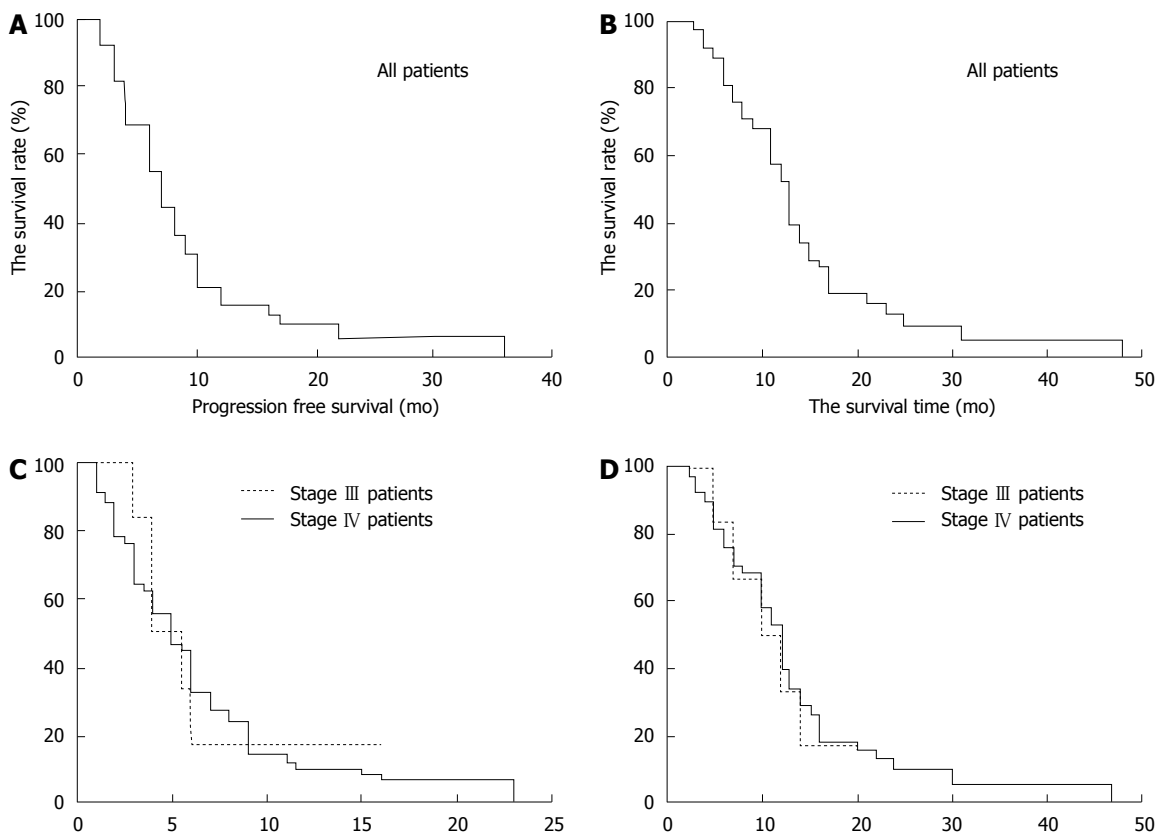 A
The survival rate (%)
100
80
60
40
20
0
All patients
0 10 20 30 40
Progression free survival (mo)
B
The survival rate (%)
100
80
60
40
20
0
All patients
0 10 20 30 40 50
The survival time (mo)
C
100
80
60
40
20
0
Stage Ⅲ patients
Stage Ⅳ patients
0 5 10 15 20 25
D
100
80
60
40
20
0
Stage Ⅲ patients
Stage Ⅳ patients
0 10 20 30 40 50